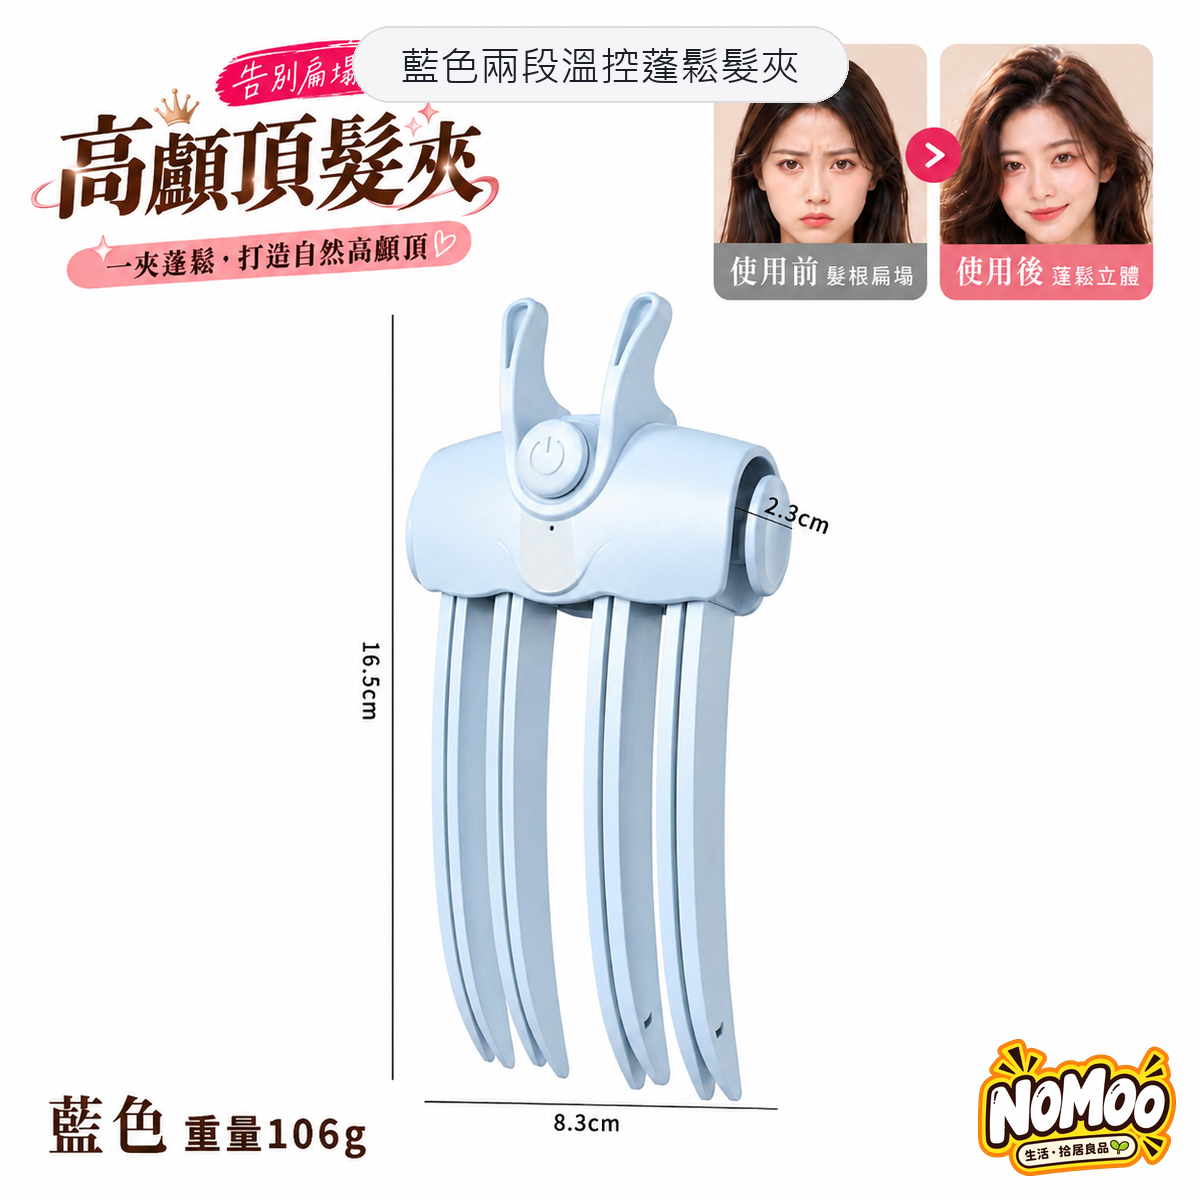 藍色兩段溫控蓬鬆髮夾
告別扁塌
高顱頂髮夾
一夾蓬鬆，打造自然高顱頂
使用前 髮根扁塌
使用後 蓬鬆立體
2.3cm
16.5cm
8.3cm
藍色 重量106g
NOMOO
生活·拾居良品